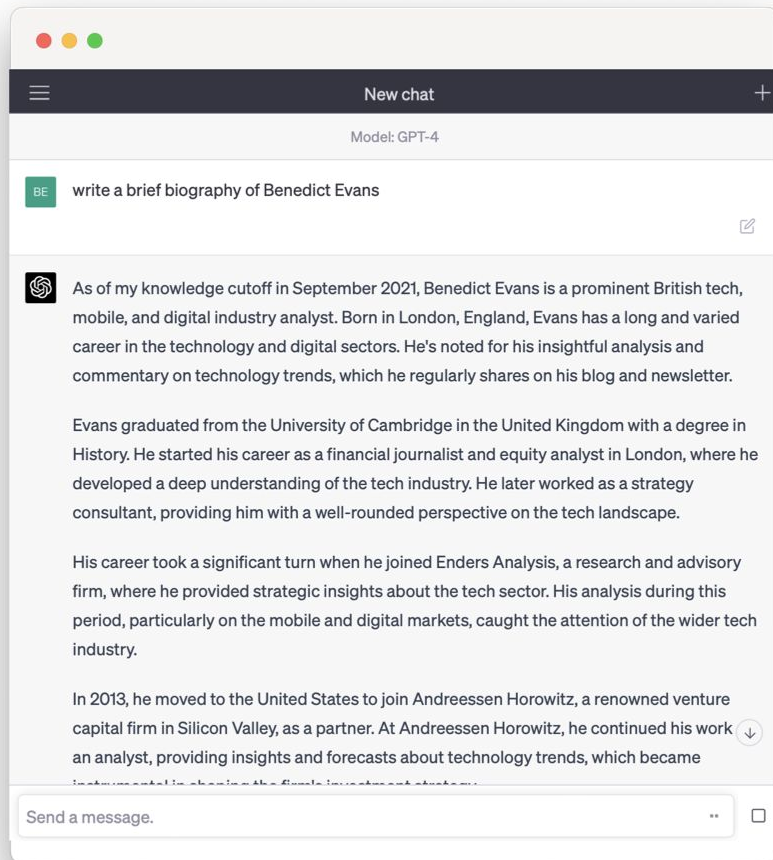 New chat
Model: GPT-4
BE
write a brief biography of Benedict Evans
As of my knowledge cutoff in September 2021, Benedict Evans is a prominent British tech,
mobile, and digital industry analyst. Born in London, England, Evans has a long and varied
career in the technology and digital sectors. He's noted for his insightful analysis and
commentary on technology trends, which he regularly shares on his blog and newsletter.
Evans graduated from the University of Cambridge in the United Kingdom with a degree in
History. He started his career as a financial journalist and equity analyst in London, where he
developed a deep understanding of the tech industry. He later worked as a strategy
consultant, providing him with a well-rounded perspective on the tech landscape.
His career took a significant turn when he joined Enders Analysis, a research and advisory
firm, where he provided strategic insights about the tech sector. His analysis during this
period, particularly on the mobile and digital markets, caught the attention of the wider tech
industry.
In 2013, he moved to the United States to join Andreessen Horowitz, a renowned venture
capital firm in Silicon Valley, as a partner. At Andreessen Horowitz, he continued his work
an analyst, providing insights and forecasts about technology trends, which became
instrumental in shaping the firm's investment strategy.
Send a message.